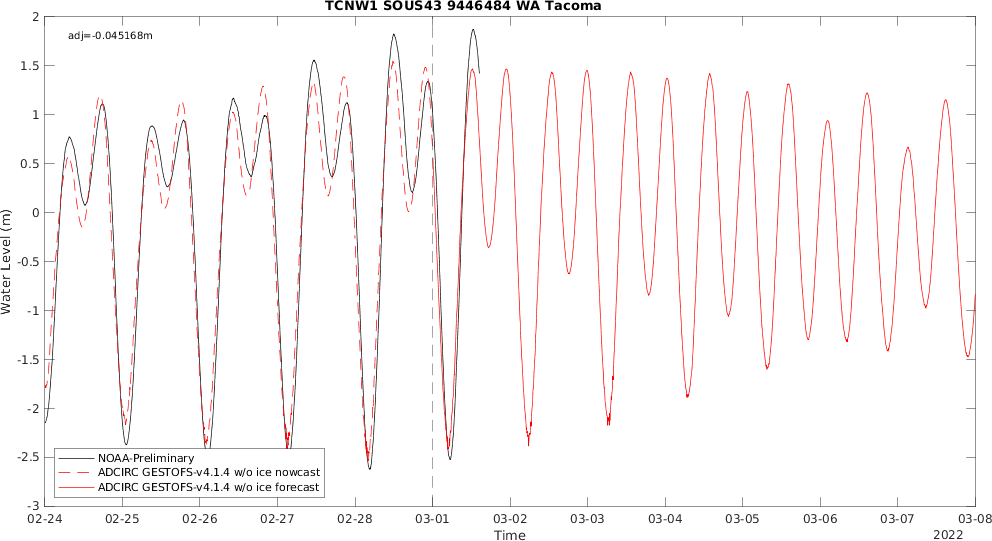 TCNW1 SOUS43 9446484 WA Tacoma
2
adj=-0.045168m
1.5
1
0.5
0
-0.5
-1
-1.5
-2
-2.5
-3
Water Level (m)
NOAA-Preliminary
ADCIRC GESTOFS-v4.1.4 w/o ice nowcast
ADCIRC GESTOFS-v4.1.4 w/o ice forecast
02-24 02-25 02-26 02-27 02-28 03-01 03-02 03-03 03-04 03-05 03-06 03-07 03-08
Time
2022